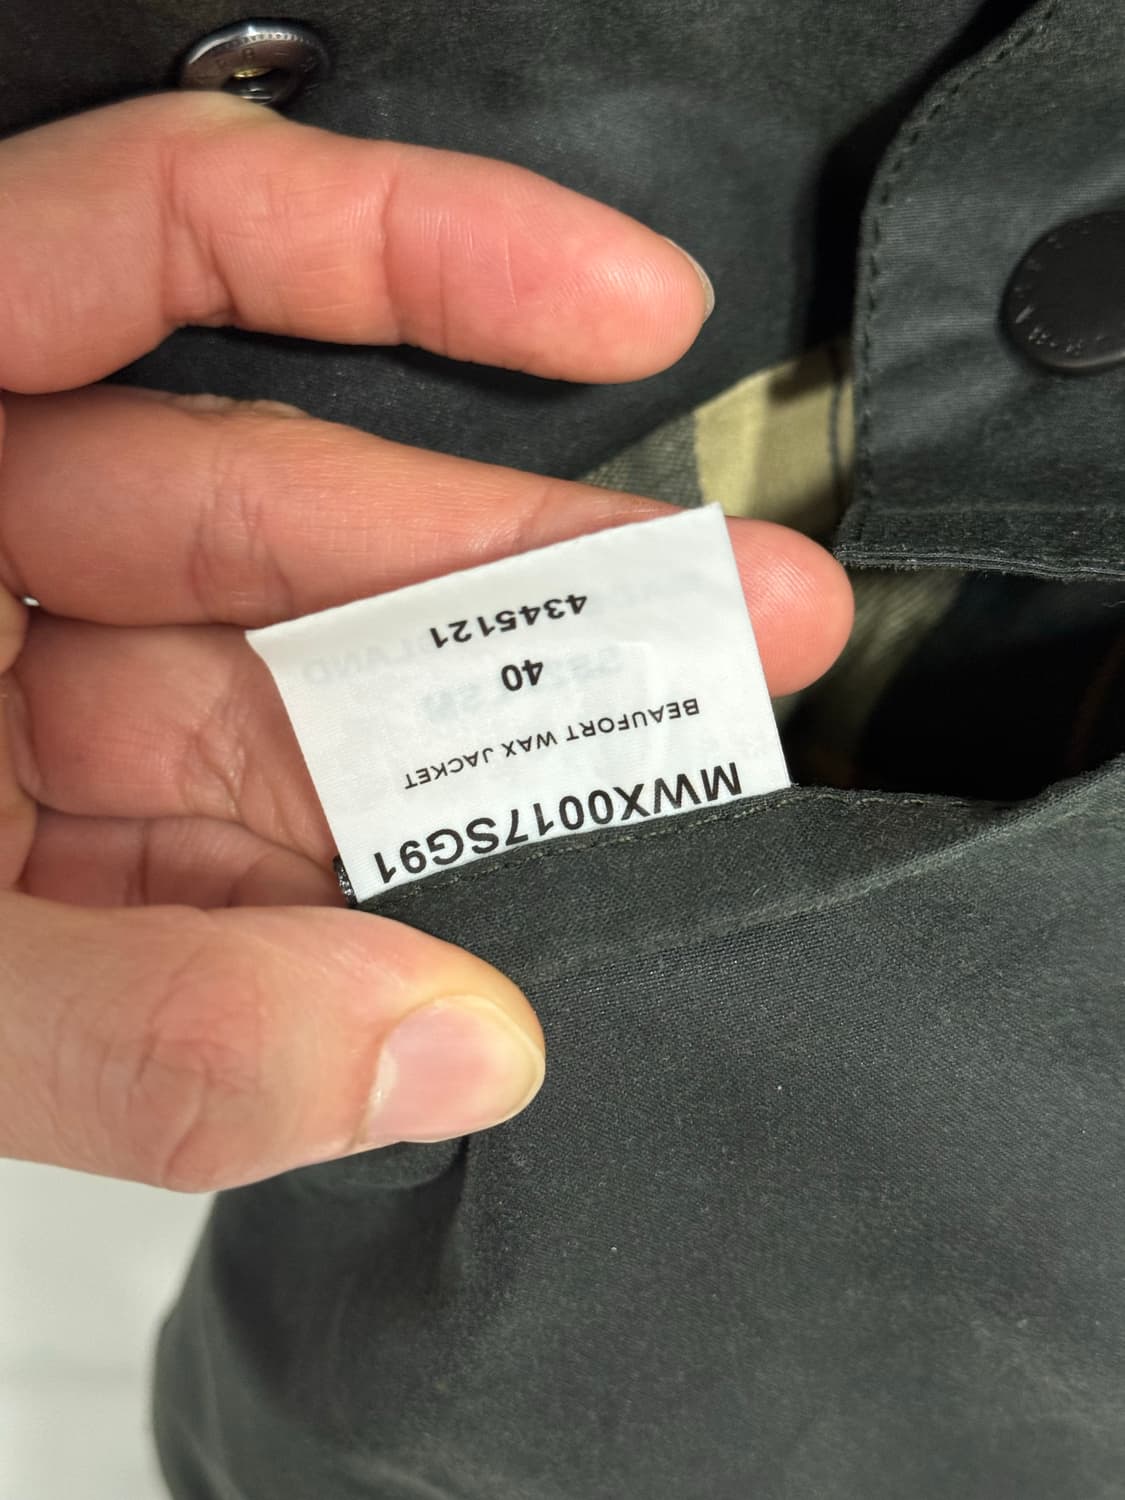 MWX0017SG91
BEAUFORT WAX JACKET
40
4345121